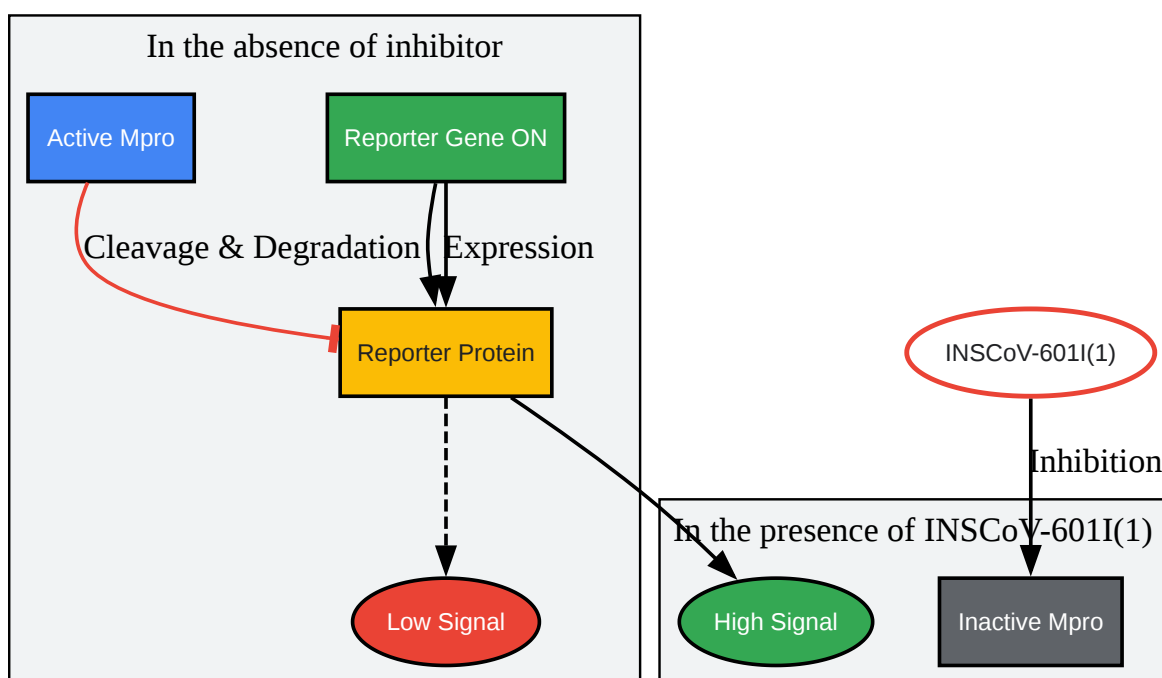 In the absence of inhibitor
Active Mpro
Reporter Gene ON
Cleavage & Degradation
Expression
Reporter Protein
INSCoV-601I(1)
Inhibition
In the presence of INSCoV-601I(1)
Low Signal
High Signal
Inactive Mpro